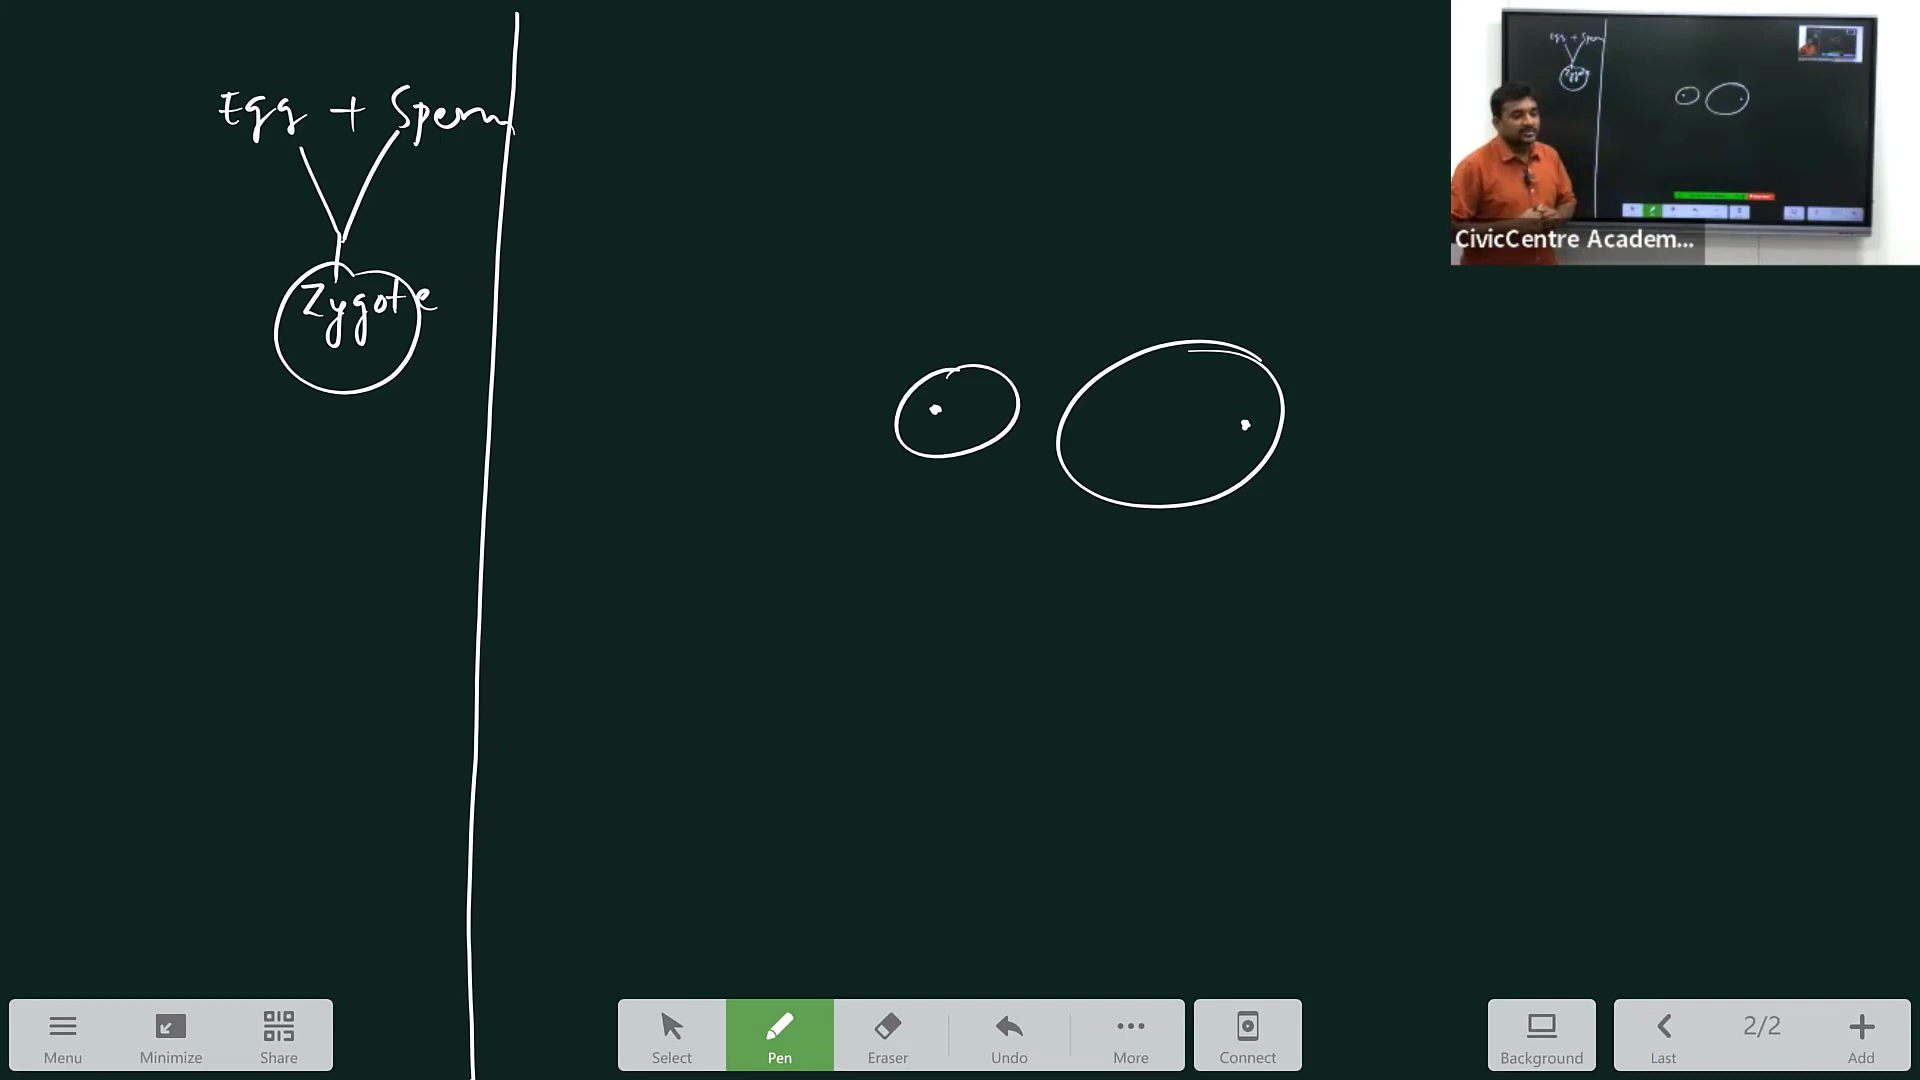 Egg + Sperm
Zygote
CivicCentre Academ...
Menu
Minimize
Share
Select
Pen
Eraser
Undo
More
Connect
Background
Last
2/2
Add